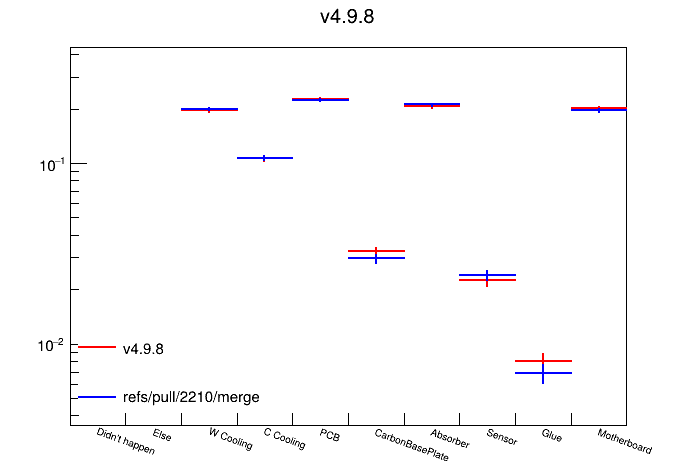 v4.9.8
10⁻¹
10⁻²
v4.9.8
refs/pull/2210/merge
Didn't happen
Else
W Cooling
C Cooling
PCB
CarbonBasePlate
Absorber
Sensor
Glue
Motherboard